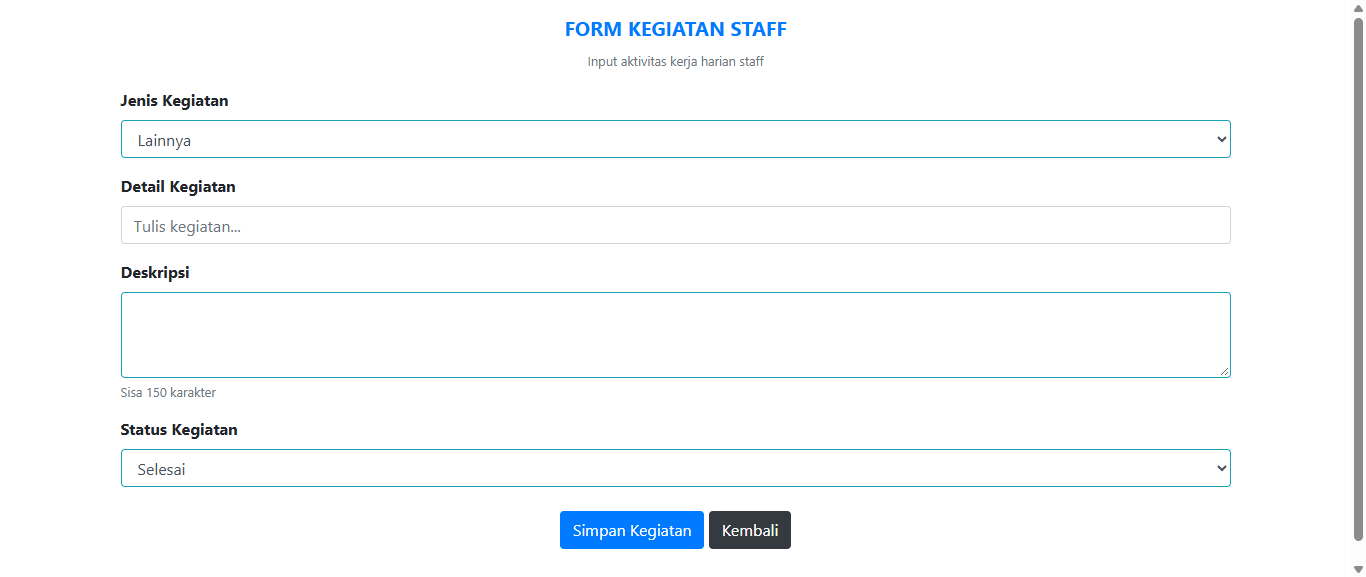 FORM KEGIATAN STAFF
Input aktivitas kerja harian staff
Jenis Kegiatan
Lainnya
Detail Kegiatan
Tulis kegiatan...
Deskripsi
Sisa 150 karakter
Status Kegiatan
Selesai
Simpan Kegiatan Kembali